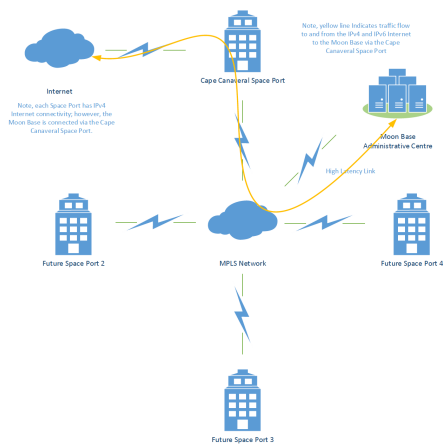 Note, yellow line Indicates traffic flow
to and from the IPv4 and IPv6 Internet
to the Moon Base via the Cape
Canaveral Space Port
Cape Canaveral Space Port
Internet
Note, each Space Port has IPv4
Internet connectivity; however, the
Moon Base is connected via the Cape
Canaveral Space Port.
Moon Base
Administrative Centre
High Latency Link
Future Space Port 2
MPLS Network
Future Space Port 4
Future Space Port 3